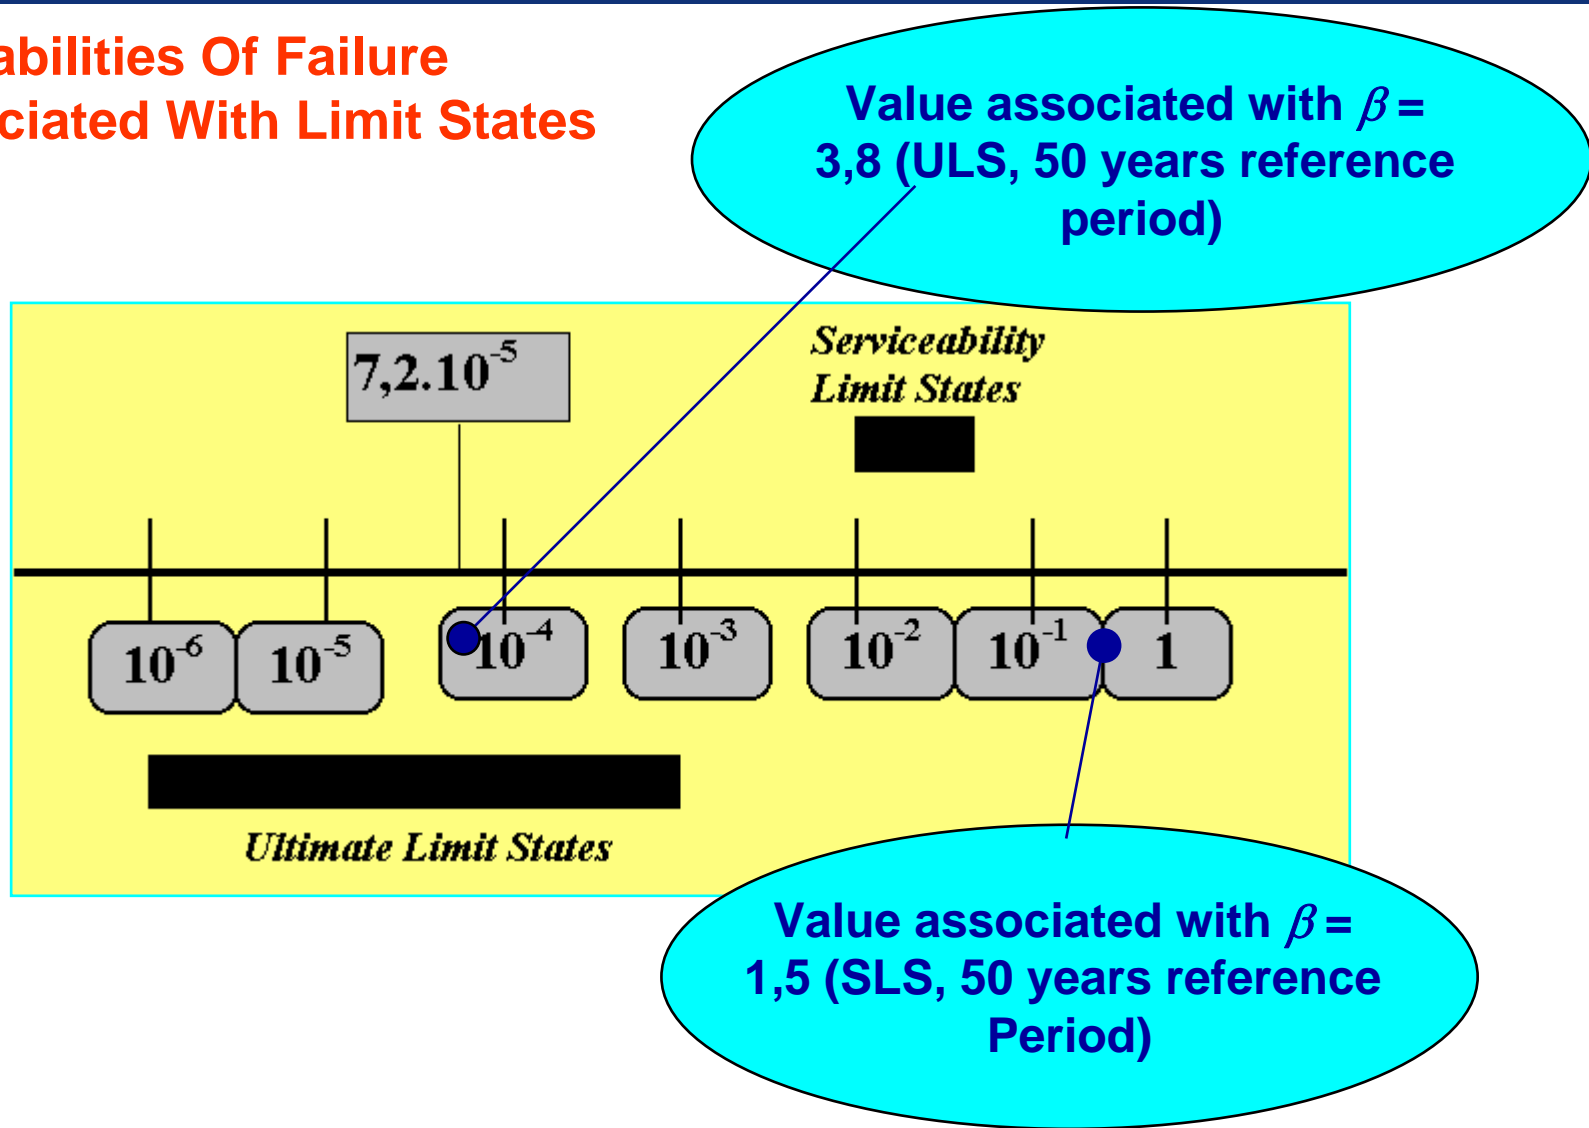 abilities Of Failure
ciated With Limit States
Value associated with β =
3,8 (ULS, 50 years reference
period)
7,2.10⁻⁵
Serviceability
Limit States
10⁻⁶ 10⁻⁵ 10⁻⁴ 10⁻³ 10⁻² 10⁻¹ 1
Ultimate Limit States
Value associated with β =
1,5 (SLS, 50 years reference
Period)